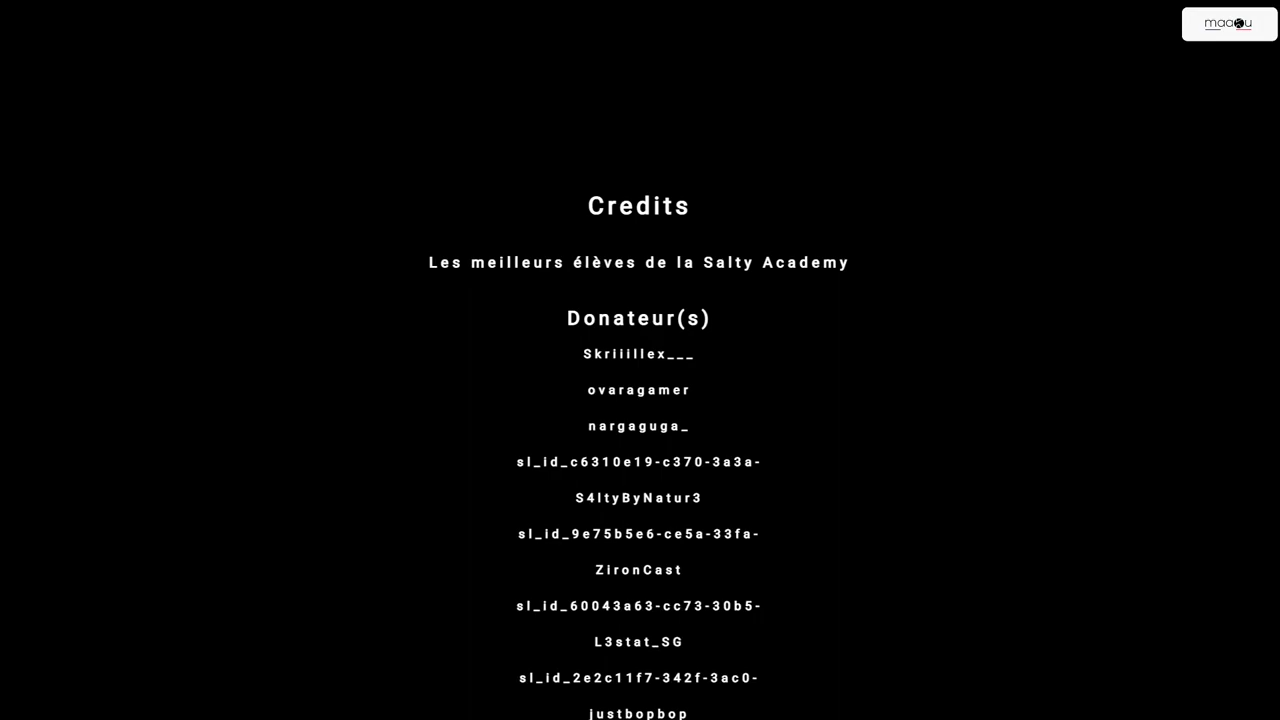 Credits
Les meilleurs élèves de la Salty Academy
Donateur(s)
Skriiillex___
ovaragamer
nargaguga_
sl_id_c6310e19-c370-3a3a-
S4ltyByNatur3
sl_id_9e75b5e6-ce5a-33fa-
ZironCast
sl_id_60043a63-cc73-30b5-
L3stat_SG
sl_id_2e2c11f7-342f-3ac0-
justbopbop